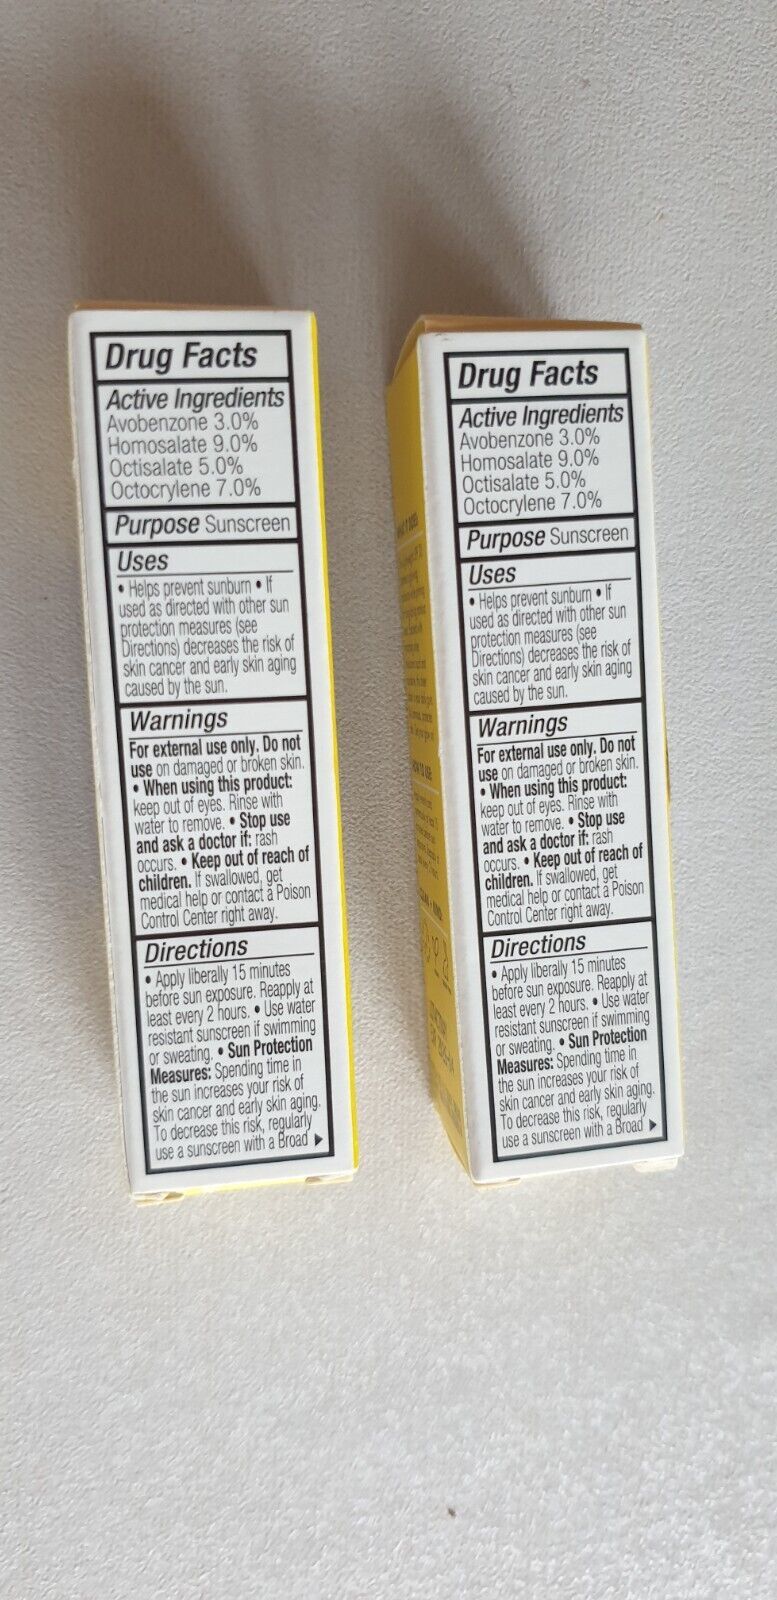 Drug Facts
Active Ingredients
Avobenzone 3.0%
Homosalate 9.0%
Octisalate 5.0%
Octocrylene 7.0%
Purpose Sunscreen
Uses
• Helps prevent sunburn • If
used as directed with other sun
protection measures (see
Directions) decreases the risk of
skin cancer and early skin aging
caused by the sun.
Warnings
For external use only. Do not
use on damaged or broken skin.
• When using this product:
keep out of eyes. Rinse with
water to remove. • Stop use
and ask a doctor if: rash
occurs. • Keep out of reach of
children. If swallowed, get
medical help or contact a Poison
Control Center right away.
Directions
• Apply liberally 15 minutes
before sun exposure. Reapply at
least every 2 hours. • Use water
resistant sunscreen if swimming
or sweating. • Sun Protection
Measures: Spending time in
the sun increases your risk of
skin cancer and early skin aging.
To decrease this risk, regularly
use a sunscreen with a Broad ▶
Drug Facts
Active Ingredients
Avobenzone 3.0%
Homosalate 9.0%
Octisalate 5.0%
Octocrylene 7.0%
Purpose Sunscreen
Uses
• Helps prevent sunburn • If
used as directed with other sun
protection measures (see
Directions) decreases the risk of
skin cancer and early skin aging
caused by the sun.
Warnings
For external use only. Do not
use on damaged or broken skin.
• When using this product:
keep out of eyes. Rinse with
water to remove. • Stop use
and ask a doctor if: rash
occurs. • Keep out of reach of
children. If swallowed, get
medical help or contact a Poison
Control Center right away.
Directions
• Apply liberally 15 minutes
before sun exposure. Reapply at
least every 2 hours. • Use water
resistant sunscreen if swimming
or sweating. • Sun Protection
Measures: Spending time in
the sun increases your risk of
skin cancer and early skin aging.
To decrease this risk, regularly
use a sunscreen with a Broad ▶
HOW TO USE